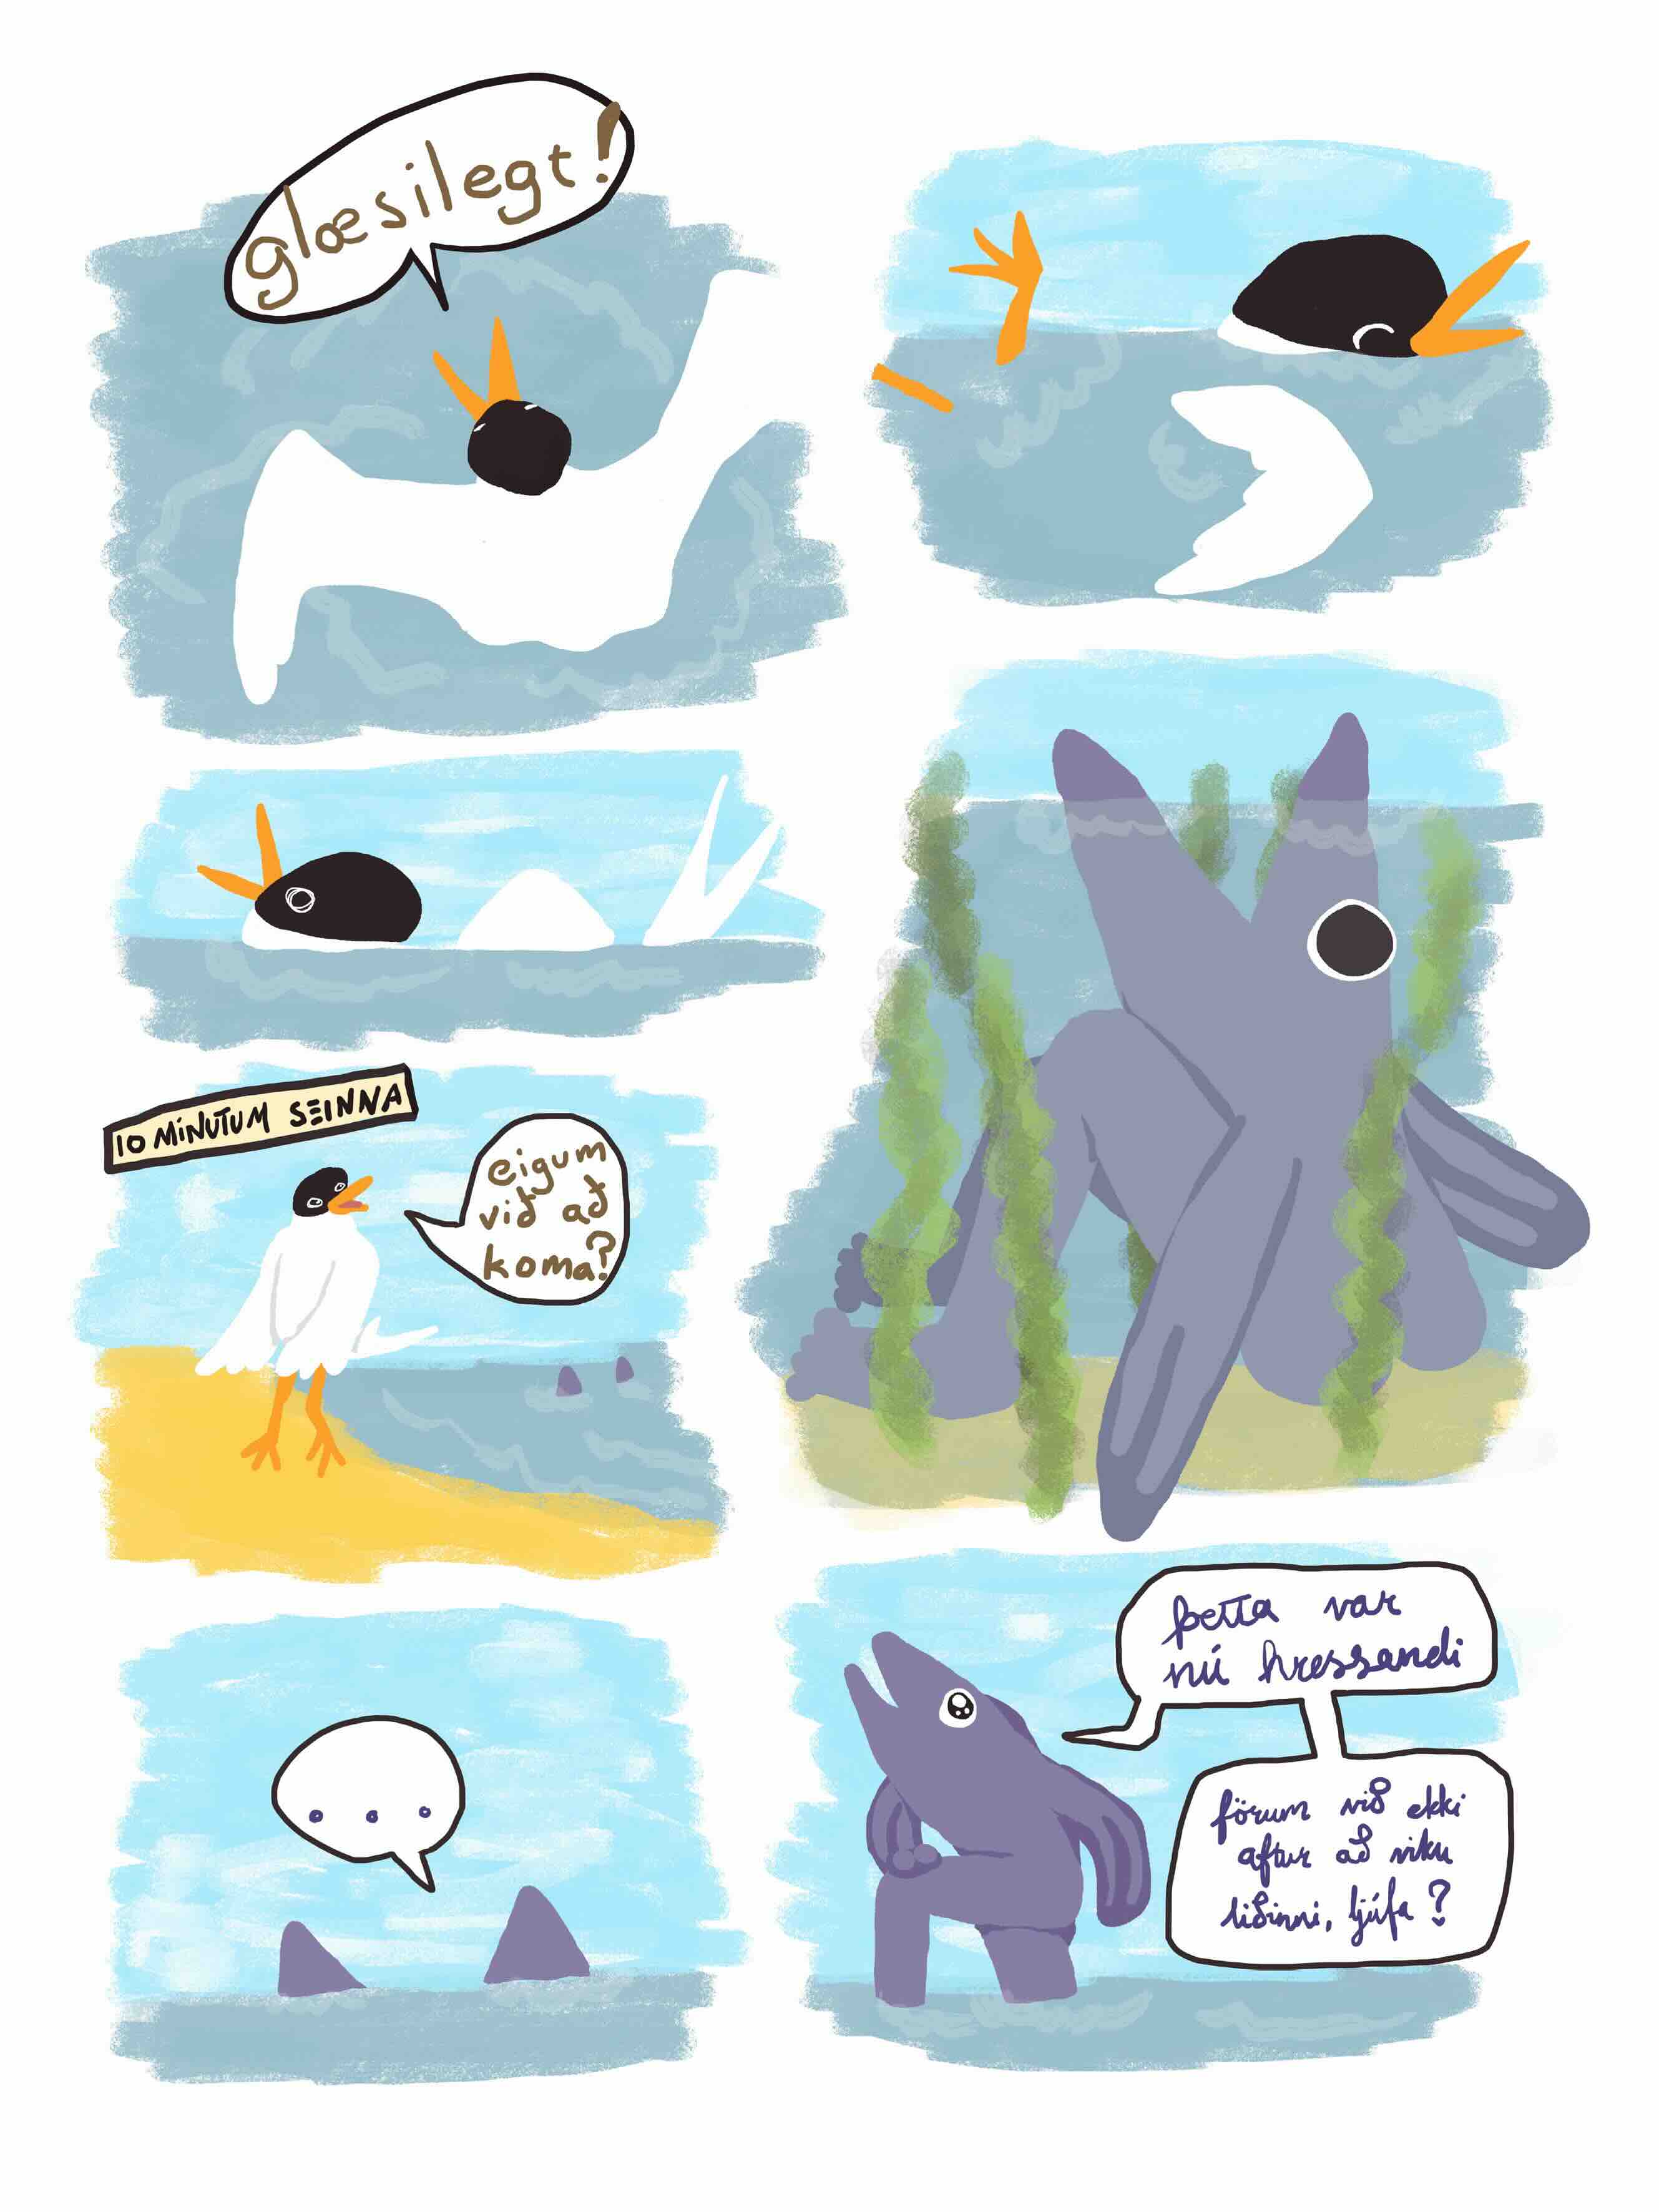 glæsilegt!
10 MÍNUTUM SEINNA
eigum
við að
koma?
...
þetta var
nú hressandi
förum við ekki
aftur að viku
liðinni, ljúfa?